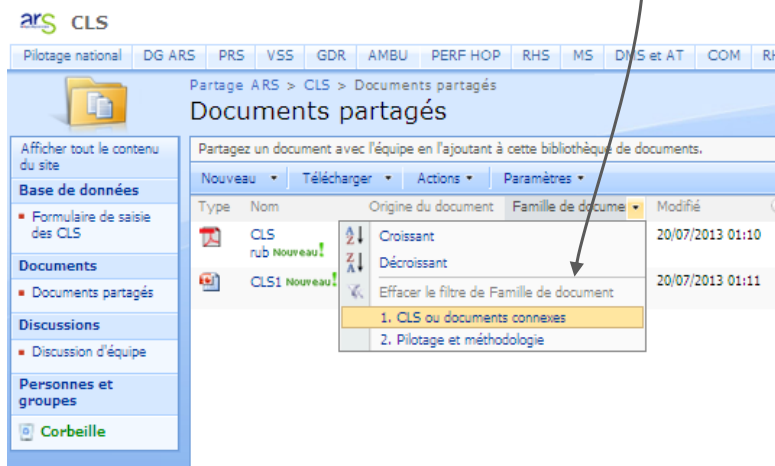 ars CLS
Pilotage national DG ARS PRS VSS GDR AMBU PERF HOP RHS MS DMS et AT COM
Partage ARS > CLS > Documents partagés
Documents partagés
Afficher tout le contenu
du site
Base de données
Formulaire de saisie
des CLS
Documents
Documents partagés
Discussions
Discussion d'équipe
Personnes et
groupes
Corbeille
Partagez un document avec l'équipe en l'ajoutant à cette bibliothèque de documents.
Nouveau Télécharger Actions Paramètres
Type Nom Origine du document Famille de docume Modifié
CLS
rub Nouveau! 20/07/2013 01:10
CLS1 Nouveau! 20/07/2013 01:11
Croissant
Décroissant
Effacer le filtre de Famille de document
1. CLS ou documents connexes
2. Pilotage et méthodologie